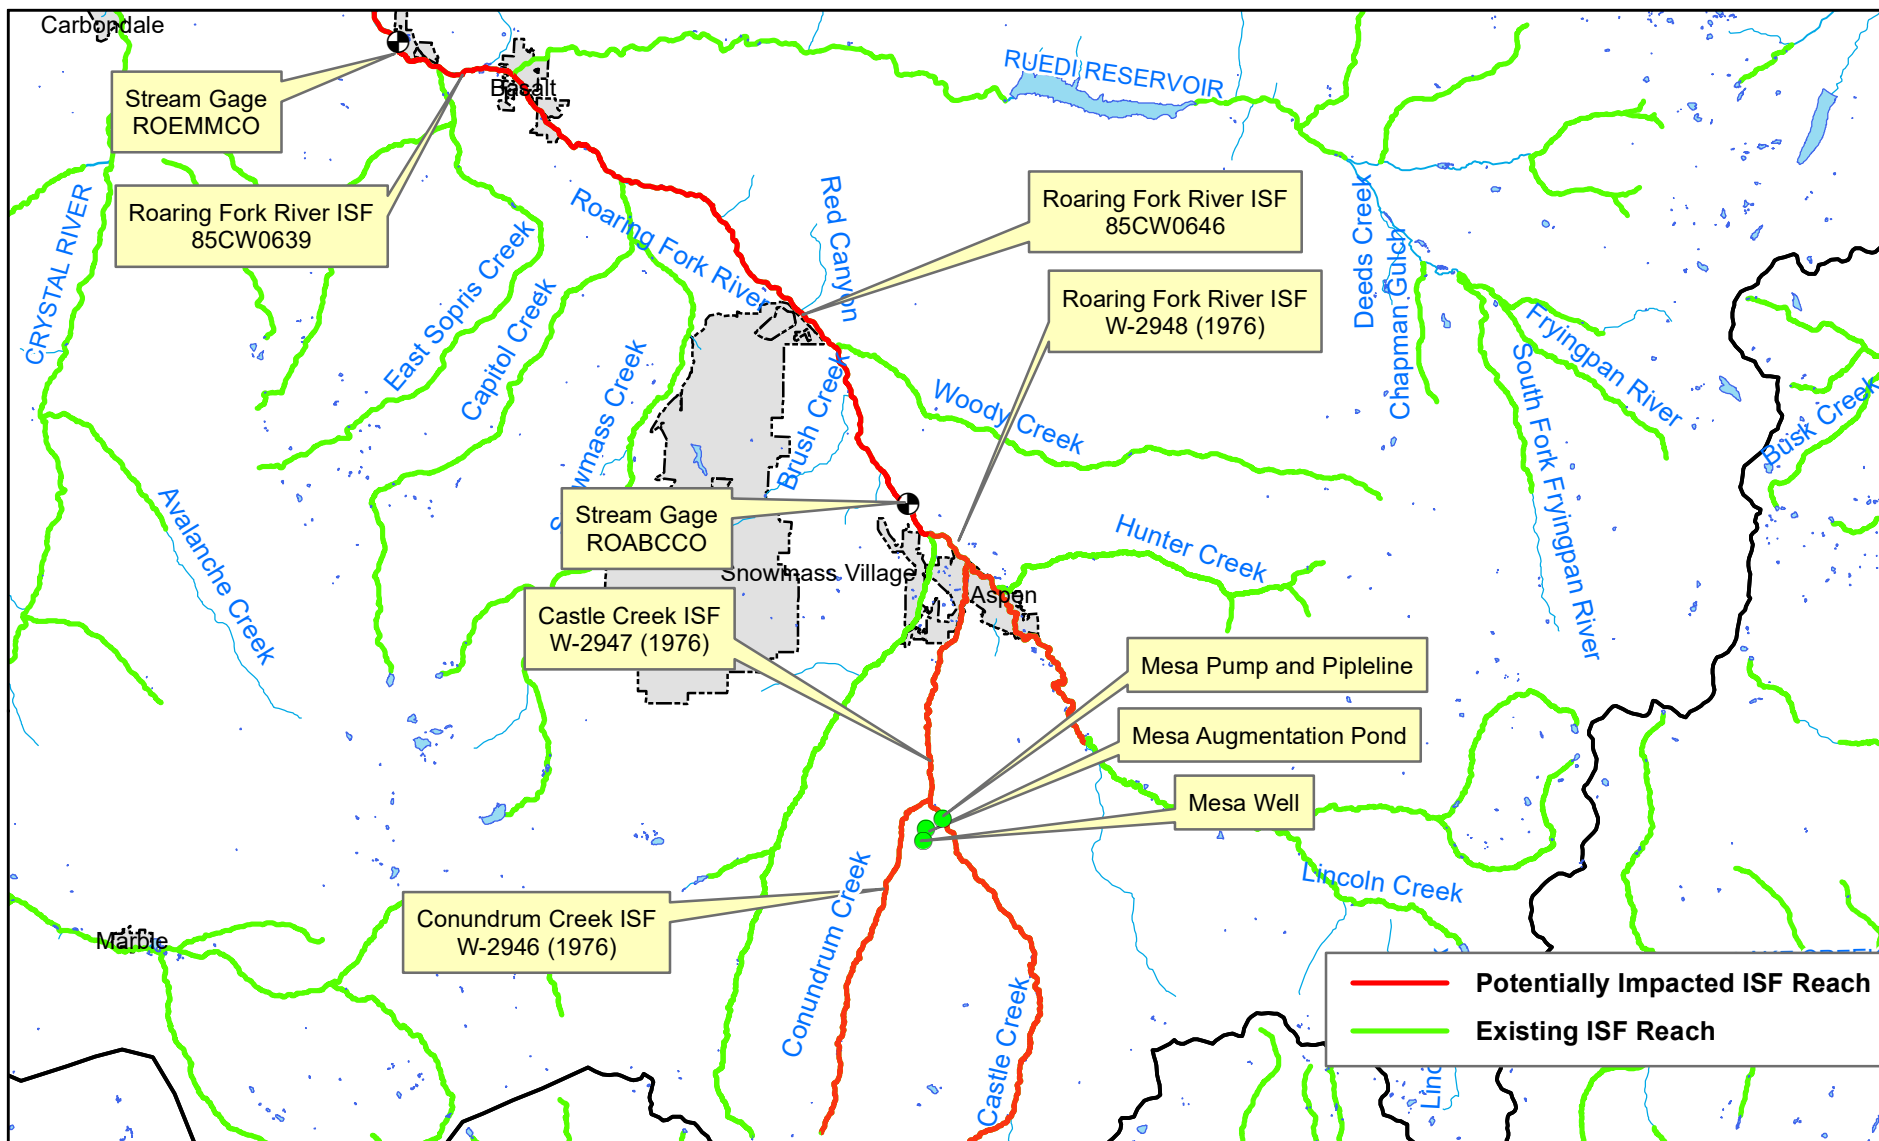 Carbondale
Stream Gage
ROEMMCO
Basalt
RUEDI RESERVOIR
Roaring Fork River ISF
85CW0639
CRYSTAL RIVER
East Sopris Creek
Capitol Creek
Roaring Fork River
Red Canyon
Roaring Fork River ISF
85CW0646
Roaring Fork River ISF
W-2948 (1976)
Deeds Creek
Chapman Gulch
Fryingpan River
South Fork Fryingpan River
Busk Creek
Brush Creek
Woody Creek
Hunter Creek
Avalanche Creek
Stream Gage
ROABCCO
Snowmass Village
Aspen
Castle Creek ISF
W-2947 (1976)
Mesa Pump and Pipleline
Mesa Augmentation Pond
Mesa Well
Lincoln Creek
Conundrum Creek ISF
W-2946 (1976)
Marble
Conundrum Creek
Castle Creek
Potentially Impacted ISF Reach
Existing ISF Reach